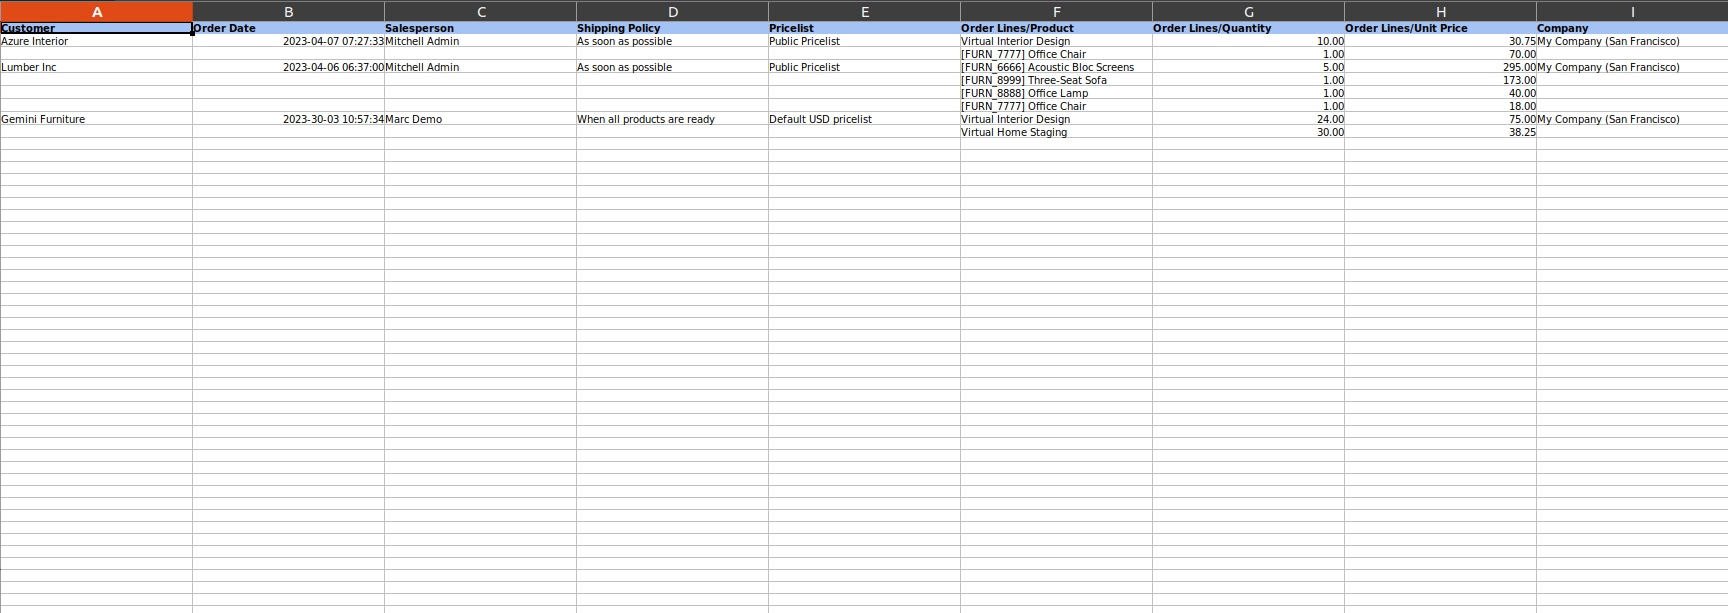 A B C D E F G H I
Customer Order Date Salesperson Shipping Policy Pricelist Order Lines/Product Order Lines/Quantity Order Lines/Unit Price Company
Azure Interior 2023-04-07 07:27:33 Mitchell Admin As soon as possible Public Pricelist Virtual Interior Design 10.00 30.75 My Company (San Francisco)
[FURN_7777] Office Chair 1.00 70.00
Lumber Inc 2023-04-06 06:37:00 Mitchell Admin As soon as possible Public Pricelist [FURN_6666] Acoustic Bloc Screens 5.00 295.00 My Company (San Francisco)
[FURN_8999] Three-Seat Sofa 1.00 173.00
[FURN_8888] Office Lamp 1.00 40.00
[FURN_7777] Office Chair 1.00 18.00
Gemini Furniture 2023-30-03 10:57:34 Marc Demo When all products are ready Default USD pricelist Virtual Interior Design 24.00 75.00 My Company (San Francisco)
Virtual Home Staging 30.00 38.25